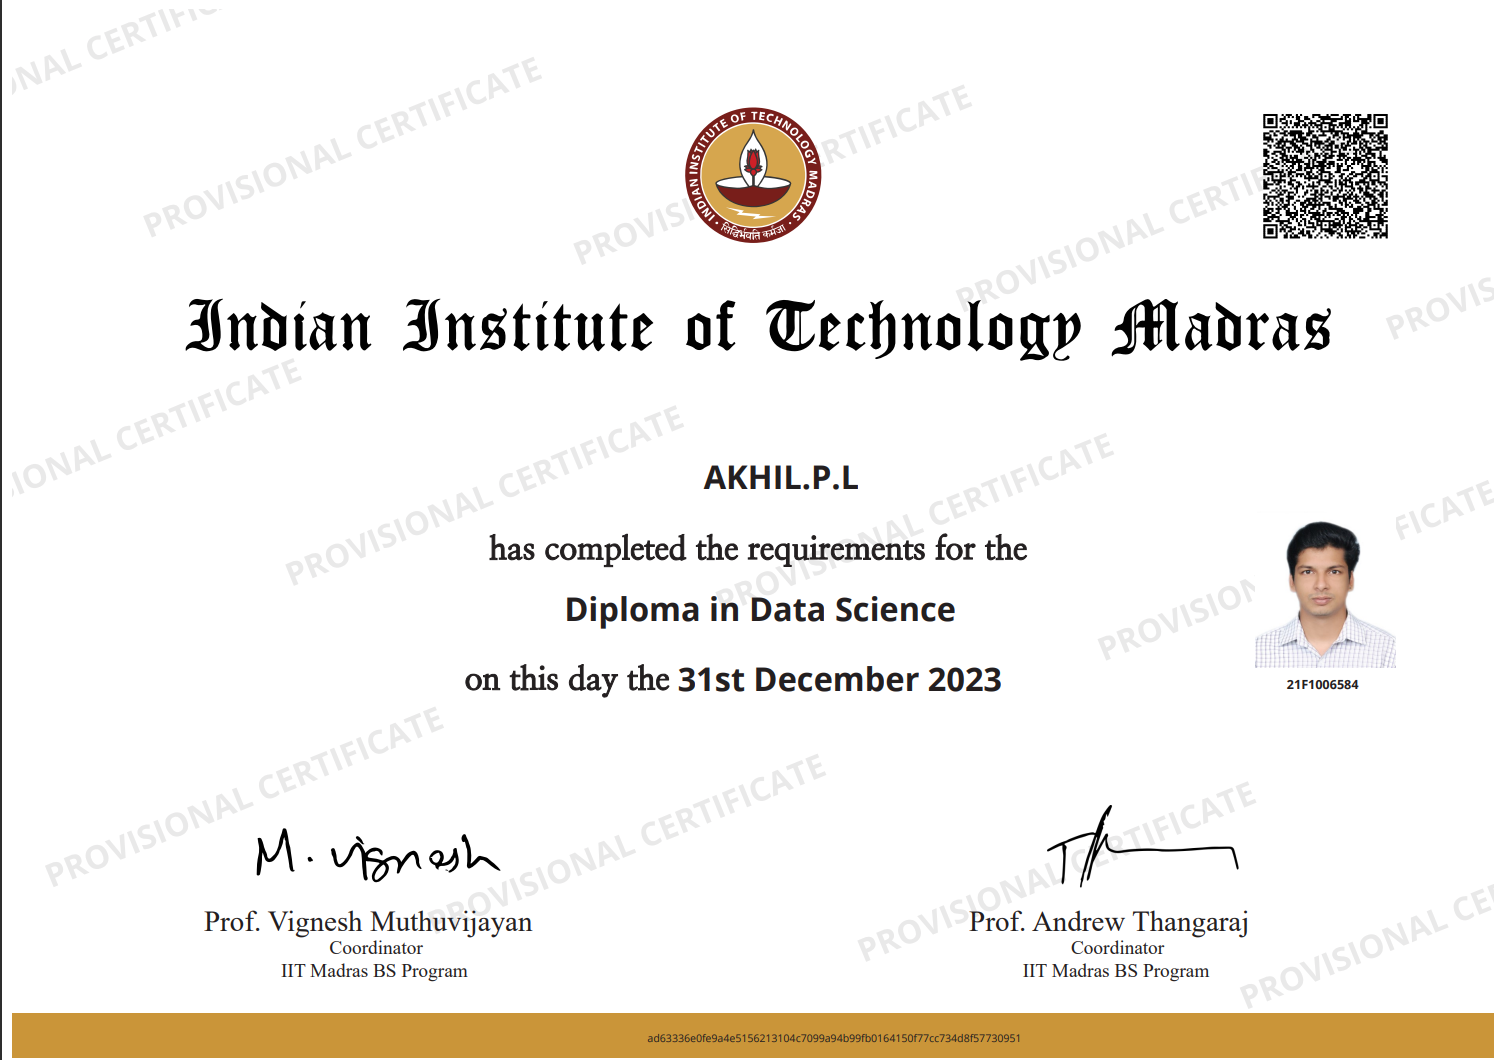 PROVISIONAL CERTIFICATE
INDIAN INSTITUTE OF TECHNOLOGY MADRAS
सिद्धिर्भवति कर्मजा
Indian Institute of Technology Madras
AKHIL.P.L
has completed the requirements for the
Diploma in Data Science
on this day the 31st December 2023
21F1006584
M. Vignesh
Prof. Vignesh Muthuvijayan
Coordinator
IIT Madras BS Program
Prof. Andrew Thangaraj
Coordinator
IIT Madras BS Program
ad63336e0fe9a4e5156213104c7099a94b99fb0164150f77cc734d8f57730951